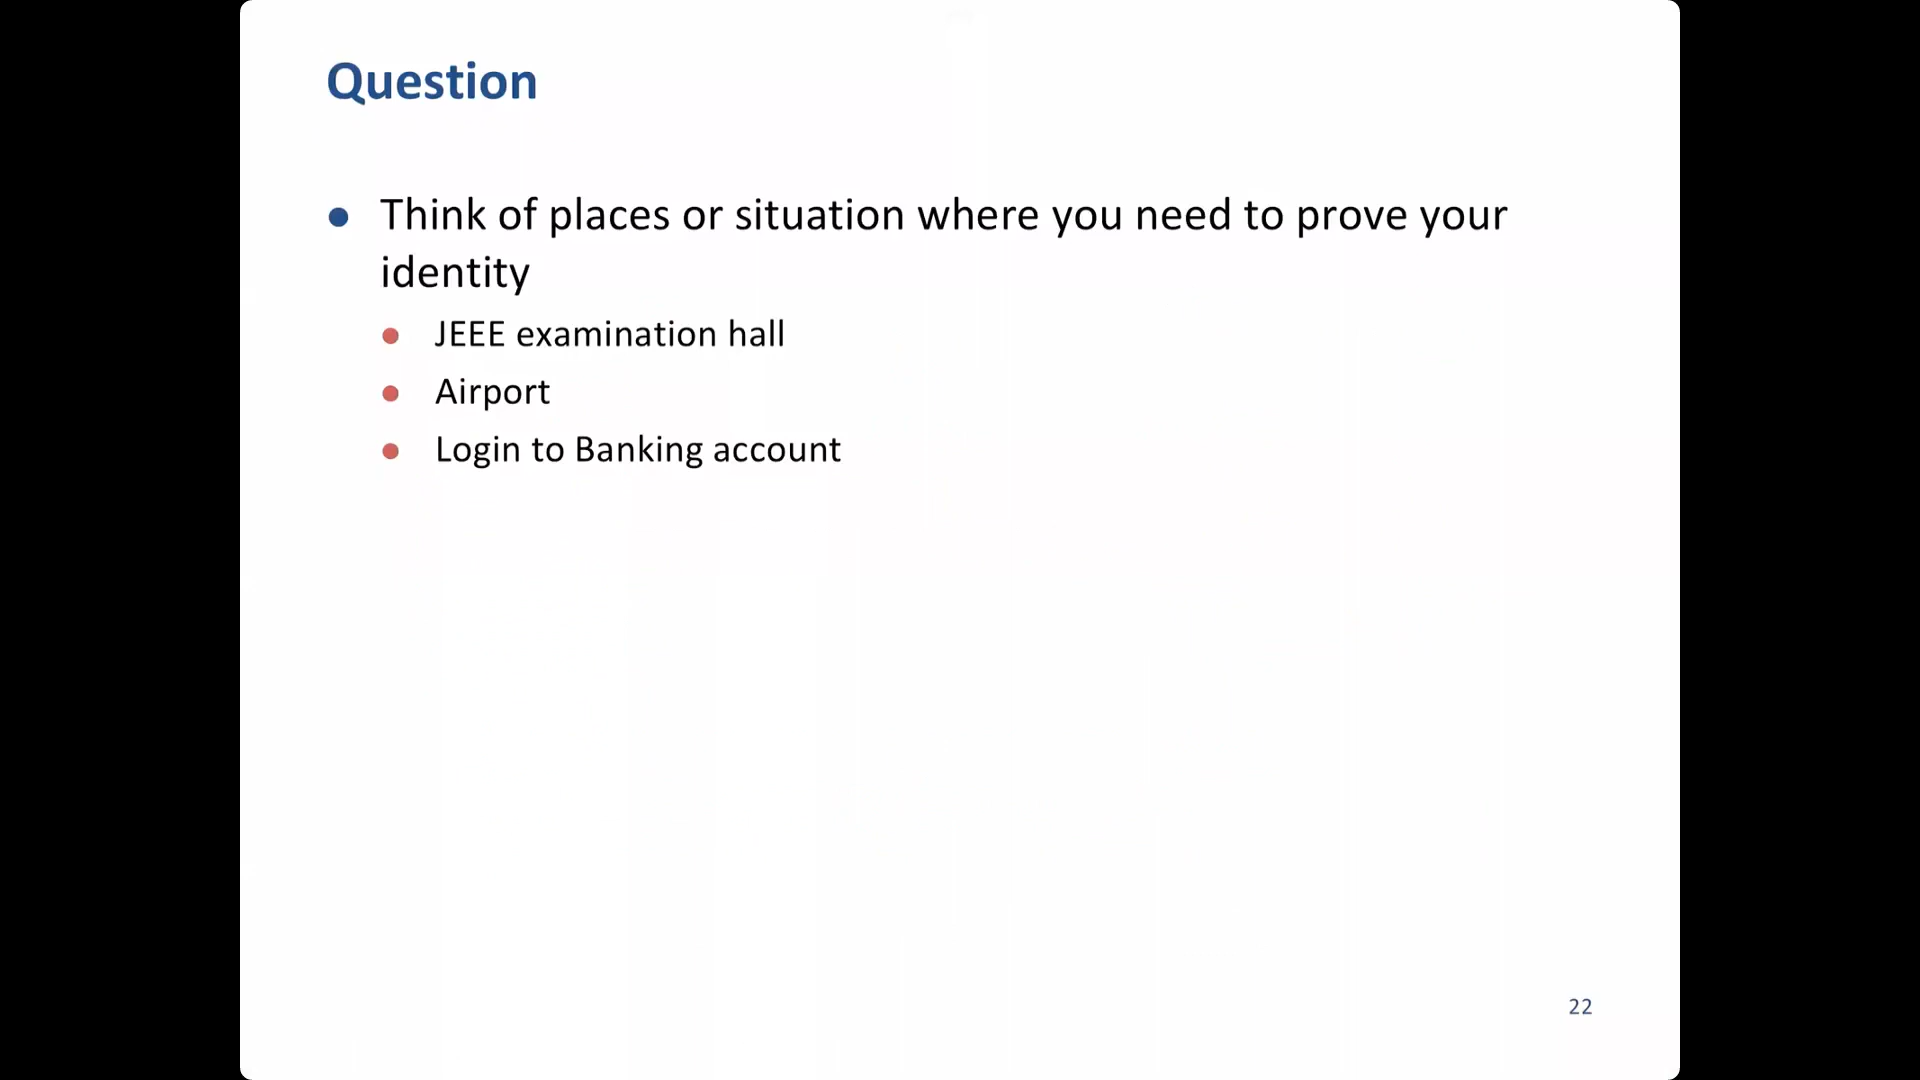 Question
● Think of places or situation where you need to prove your
identity
● JEEE examination hall
● Airport
● Login to Banking account
22